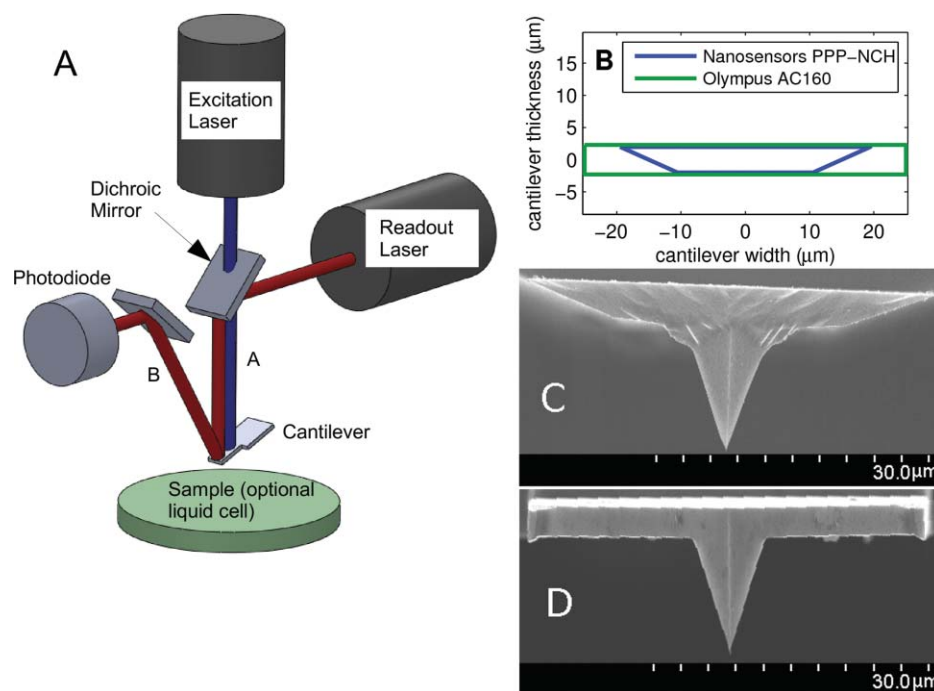 A
Excitation
Laser
Dichroic
Mirror
Readout
Laser
Photodiode
B
A
Cantilever
Sample (optional
liquid cell)
B
Nanosensors PPP−NCH
Olympus AC160
cantilever thickness (μm)
15
10
5
0
−5
−20
−10
0
10
20
cantilever width (μm)
C
30.0μm
D
30.0μm